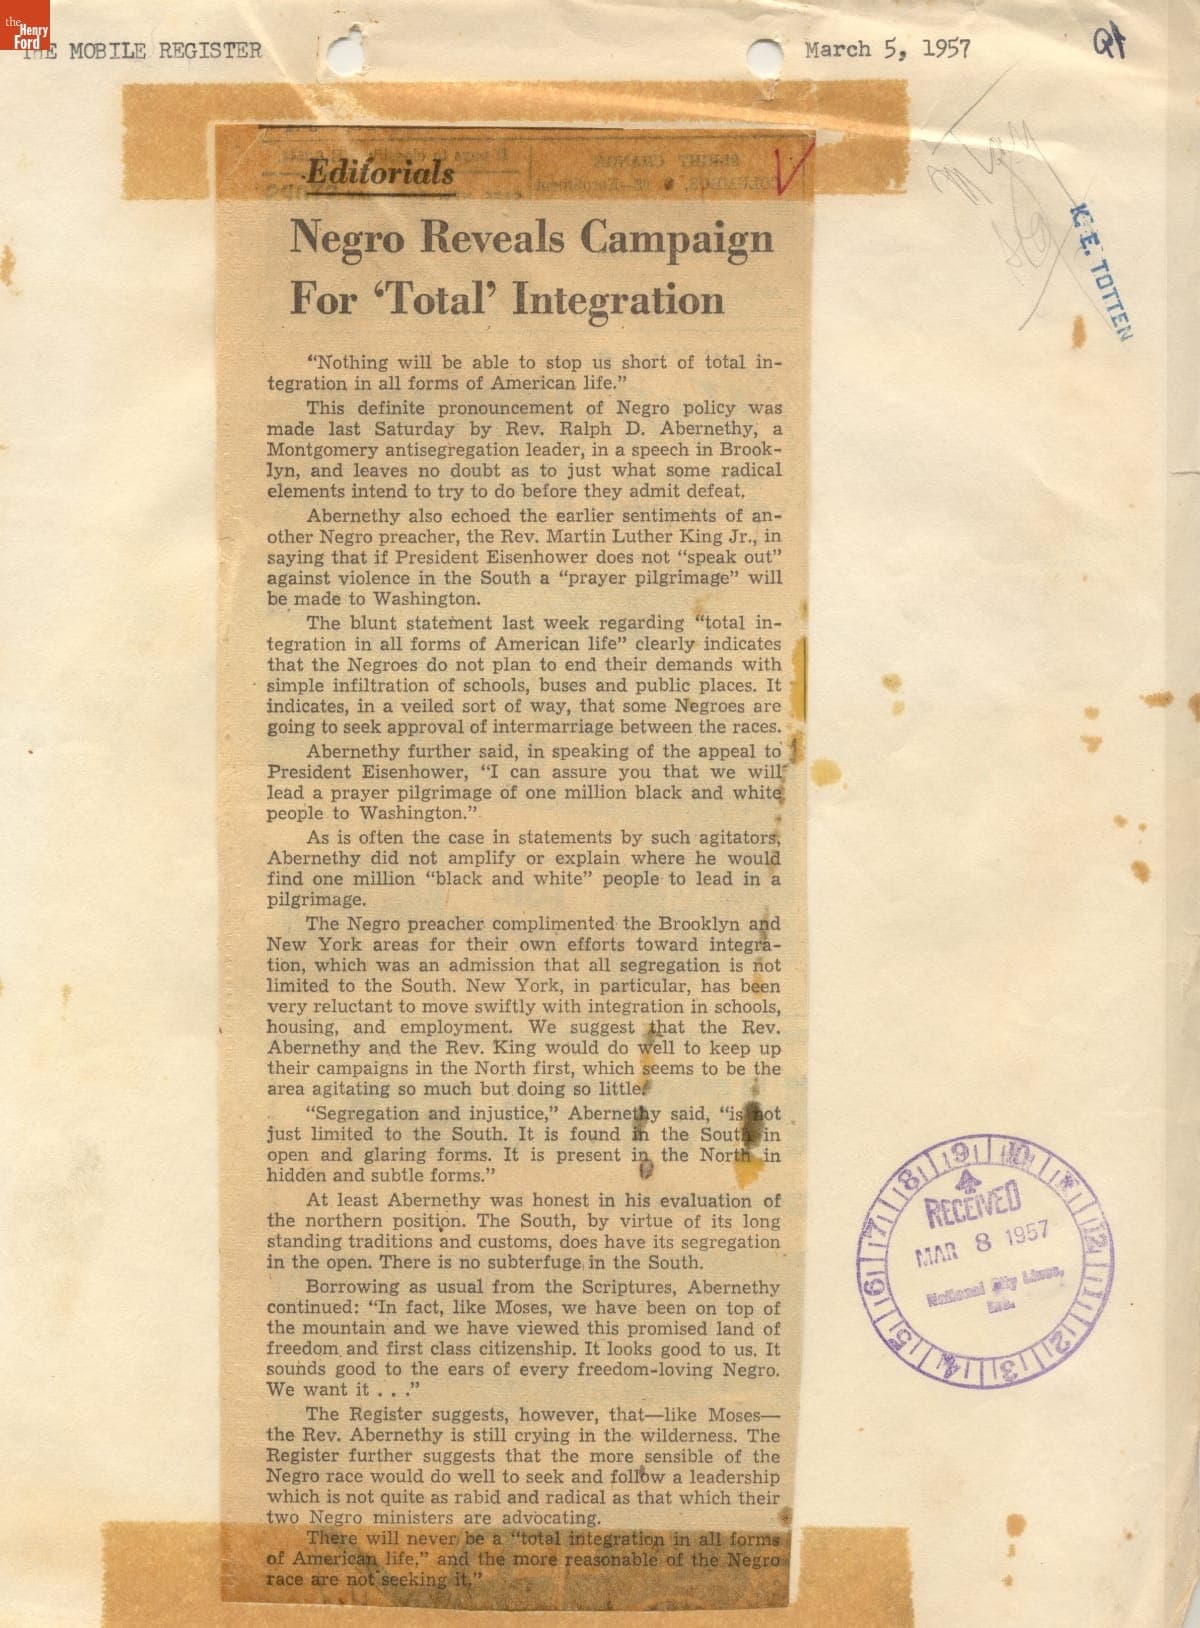 the
Henry
Ford
THE MOBILE REGISTER
March 5, 1957
K. E. TOTTEN
Editorials
Negro Reveals Campaign
For ‘Total’ Integration
“Nothing will be able to stop us short of total in-
tegration in all forms of American life.”
This definite pronouncement of Negro policy was
made last Saturday by Rev. Ralph D. Abernethy, a
Montgomery antisegregation leader, in a speech in Brook-
lyn, and leaves no doubt as to just what some radical
elements intend to try to do before they admit defeat.
Abernethy also echoed the earlier sentiments of an-
other Negro preacher, the Rev. Martin Luther King Jr., in
saying that if President Eisenhower does not “speak out”
against violence in the South a “prayer pilgrimage” will
be made to Washington.
The blunt statement last week regarding “total in-
tegration in all forms of American life” clearly indicates
that the Negroes do not plan to end their demands with
simple infiltration of schools, buses and public places. It
indicates, in a veiled sort of way, that some Negroes are
going to seek approval of intermarriage between the races.
Abernethy further said, in speaking of the appeal to
President Eisenhower, “I can assure you that we will
lead a prayer pilgrimage of one million black and white
people to Washington.”
As is often the case in statements by such agitators,
Abernethy did not amplify or explain where he would
find one million “black and white” people to lead in a
pilgrimage.
The Negro preacher complimented the Brooklyn and
New York areas for their own efforts toward integra-
tion, which was an admission that all segregation is not
limited to the South. New York, in particular, has been
very reluctant to move swiftly with integration in schools,
housing, and employment. We suggest that the Rev.
Abernethy and the Rev. King would do well to keep up
their campaigns in the North first, which seems to be the
area agitating so much but doing so little.
“Segregation and injustice,” Abernethy said, “is not
just limited to the South. It is found in the South in
open and glaring forms. It is present in the North in
hidden and subtle forms.”
At least Abernethy was honest in his evaluation of
the northern position. The South, by virtue of its long
standing traditions and customs, does have its segregation
in the open. There is no subterfuge in the South.
Borrowing as usual from the Scriptures, Abernethy
continued: “In fact, like Moses, we have been on top of
the mountain and we have viewed this promised land of
freedom and first class citizenship. It looks good to us. It
sounds good to the ears of every freedom-loving Negro.
We want it . . .”
The Register suggests, however, that—like Moses—
the Rev. Abernethy is still crying in the wilderness. The
Register further suggests that the more sensible of the
Negro race would do well to seek and follow a leadership
which is not quite as rabid and radical as that which their
two Negro ministers are advocating.
There will never be a “total integration in all forms
of American life,” and the more reasonable of the Negro
race are not seeking it.”
RECEIVED
MAR 8 1957
National City Lines,
Inc.
12 1 2 3 4 5 6 7 8 9 10